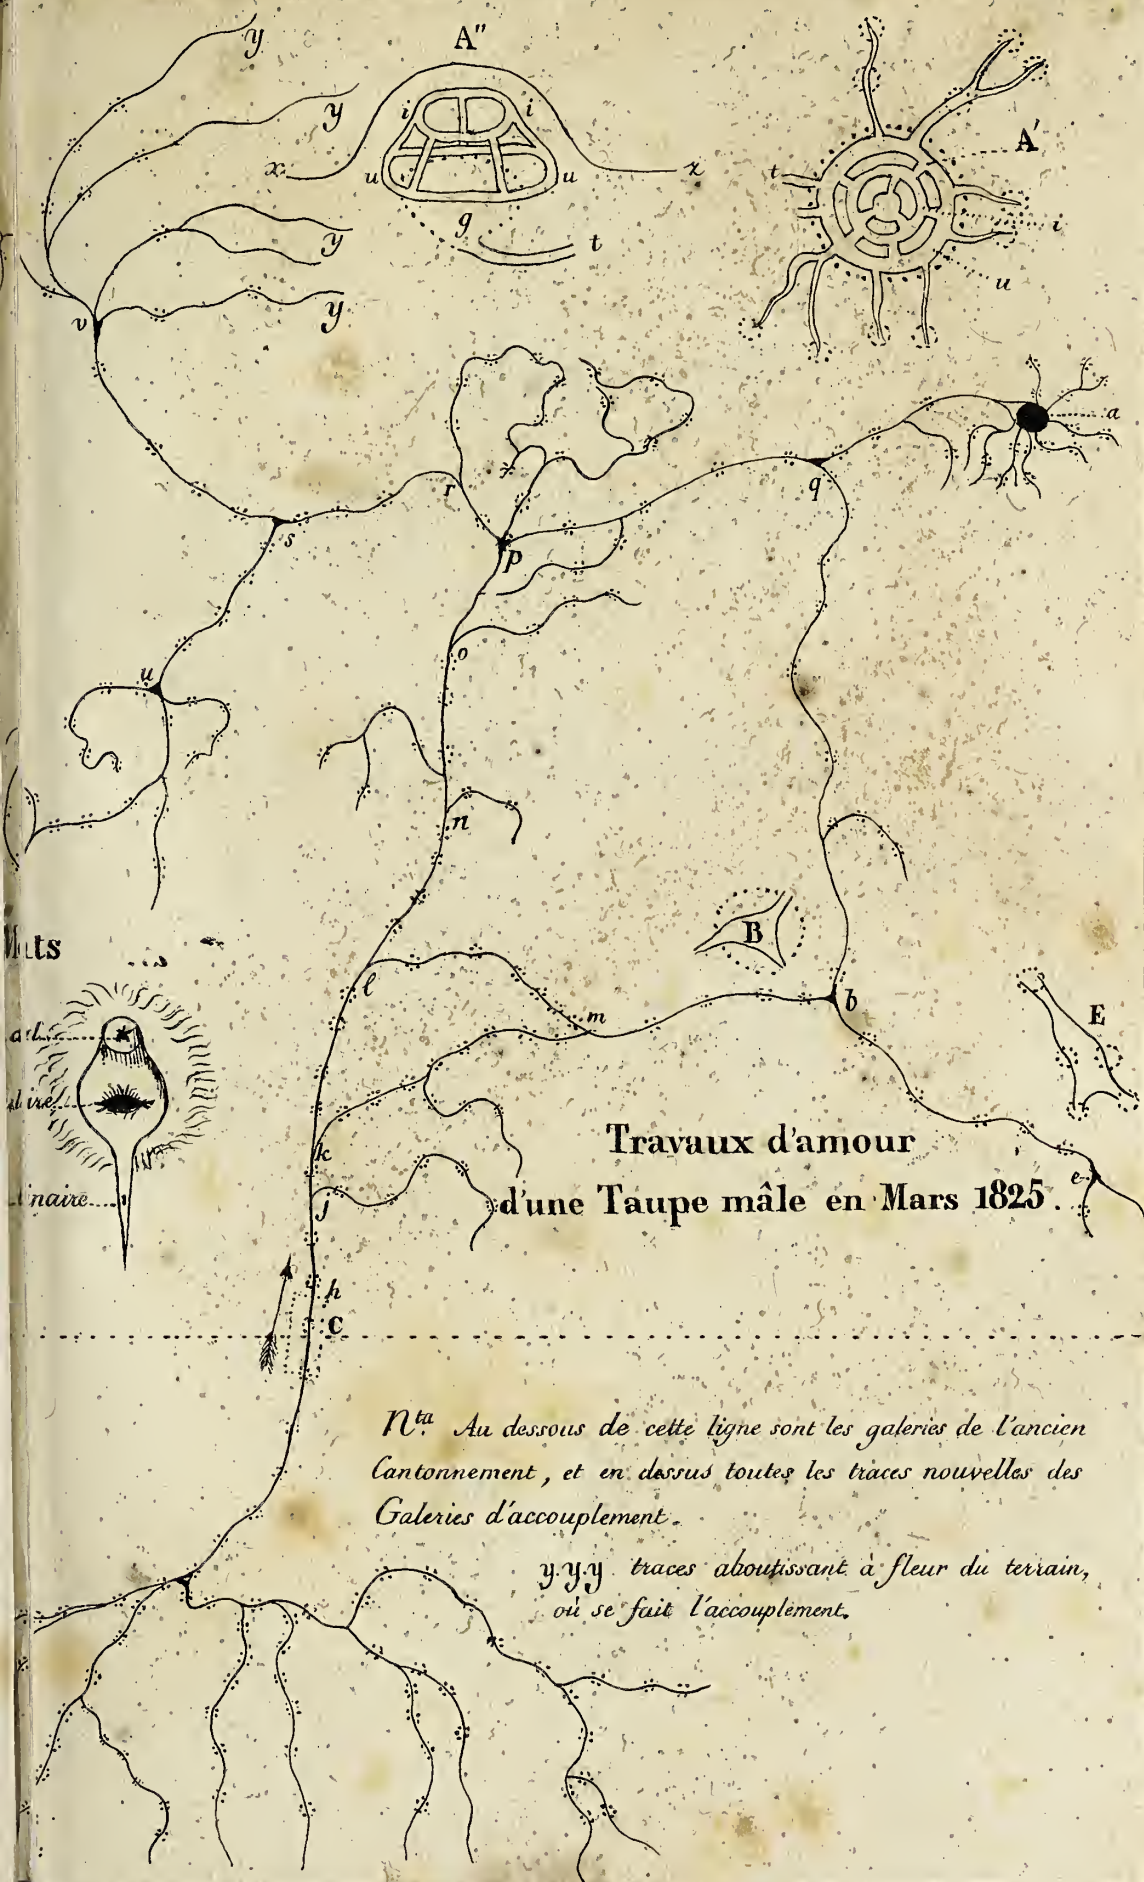 y
A"
y
i
i
A'
x
u
u
z
t
g
t
i
y
u
v
y
a
r
q
s
p
o
u
n
B
l
b
m
E
k
Travaux d'amour
e
j
d'une Taupe mâle en Mars 1825.
naire
h
C
Nta. Au dessous de cette ligne sont les galeries de l'ancien
Cantonnement, et en dessus toutes les traces nouvelles des
Galeries d'accouplement.
y.y.y. traces aboutissant à fleur du terrain,
où se fait l'accouplement.